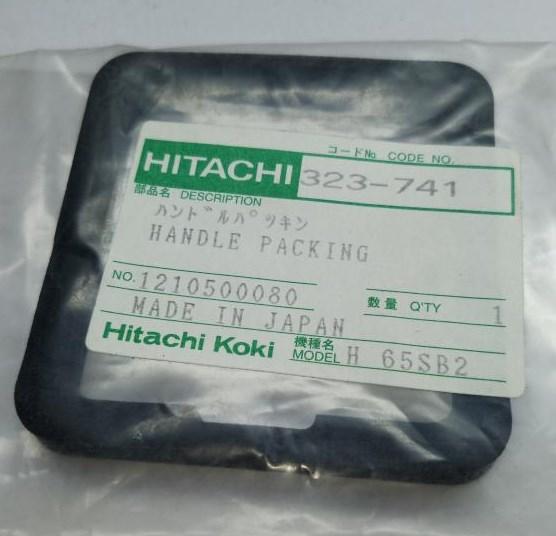 コードNo. CODE NO.
HITACHI 323-741
部品名 DESCRIPTION
ハンドルパツキン
HANDLE PACKING
NO. 1210500080 数量 Q'TY 1
MADE IN JAPAN
Hitachi Koki 機種名 MODEL H 65SB2